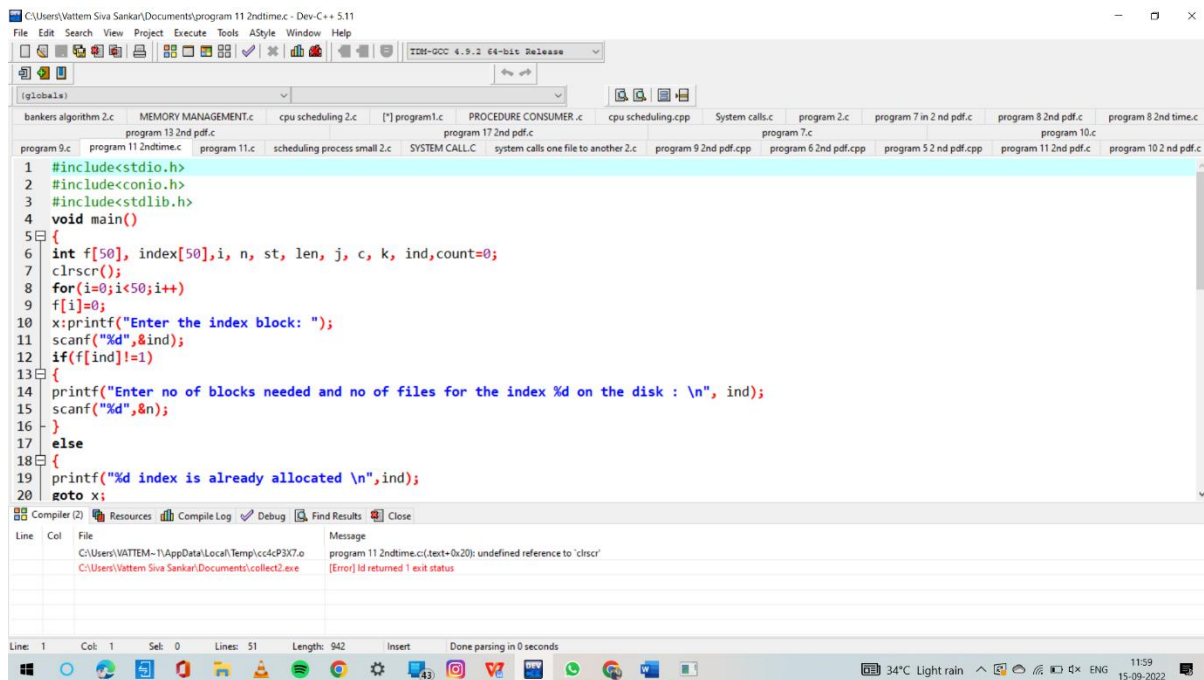 C:\Users\Vattem Siva Sankar\Documents\program 11 2ndtime.c - Dev-C++ 5.11
File Edit Search View Project Execute Tools AStyle Window Help
TDM-GCC 4.9.2 64-bit Release
(globals)
bankers algorithm 2.c MEMORY MANAGEMENT.c cpu scheduling 2.c [*] program1.c PROCEDURE CONSUMER .c cpu scheduling.cpp System calls.c program 2.c program 7 in 2 nd pdf.c program 8 2nd pdf.c program 8 2nd time.c
program 13 2nd pdf.c program 17 2nd pdf.c program 7.c program 10.c
program 9.c program 11 2ndtime.c program 11.c scheduling process small 2.c SYSTEM CALL.C system calls one file to another 2.c program 9 2nd pdf.cpp program 6 2nd pdf.cpp program 5 2 nd pdf.cpp program 11 2nd pdf.c program 10 2 nd pdf.c
1 #include<stdio.h>
2 #include<conio.h>
3 #include<stdlib.h>
4 void main()
5 {
6 int f[50], index[50],i, n, st, len, j, c, k, ind,count=0;
7 clrscr();
8 for(i=0;i<50;i++)
9 f[i]=0;
10 x:printf("Enter the index block: ");
11 scanf("%d",&ind);
12 if(f[ind]!=1)
13 {
14 printf("Enter no of blocks needed and no of files for the index %d on the disk : \n", ind);
15 scanf("%d",&n);
16 }
17 else
18 {
19 printf("%d index is already allocated \n",ind);
20 goto x;
Compiler (2) Resources Compile Log Debug Find Results Close
Line Col File Message
C:\Users\VATTEM~1\AppData\Local\Temp\cc4cP3X7.o program 11 2ndtime.c:(.text+0x20): undefined reference to `clrscr'
C:\Users\Vattem Siva Sankar\Documents\collect2.exe [Error] ld returned 1 exit status
Line: 1 Col: 1 Sel: 0 Lines: 51 Length: 942 Insert Done parsing in 0 seconds
43 DEV 34°C Light rain ENG 11:59
15-09-2022